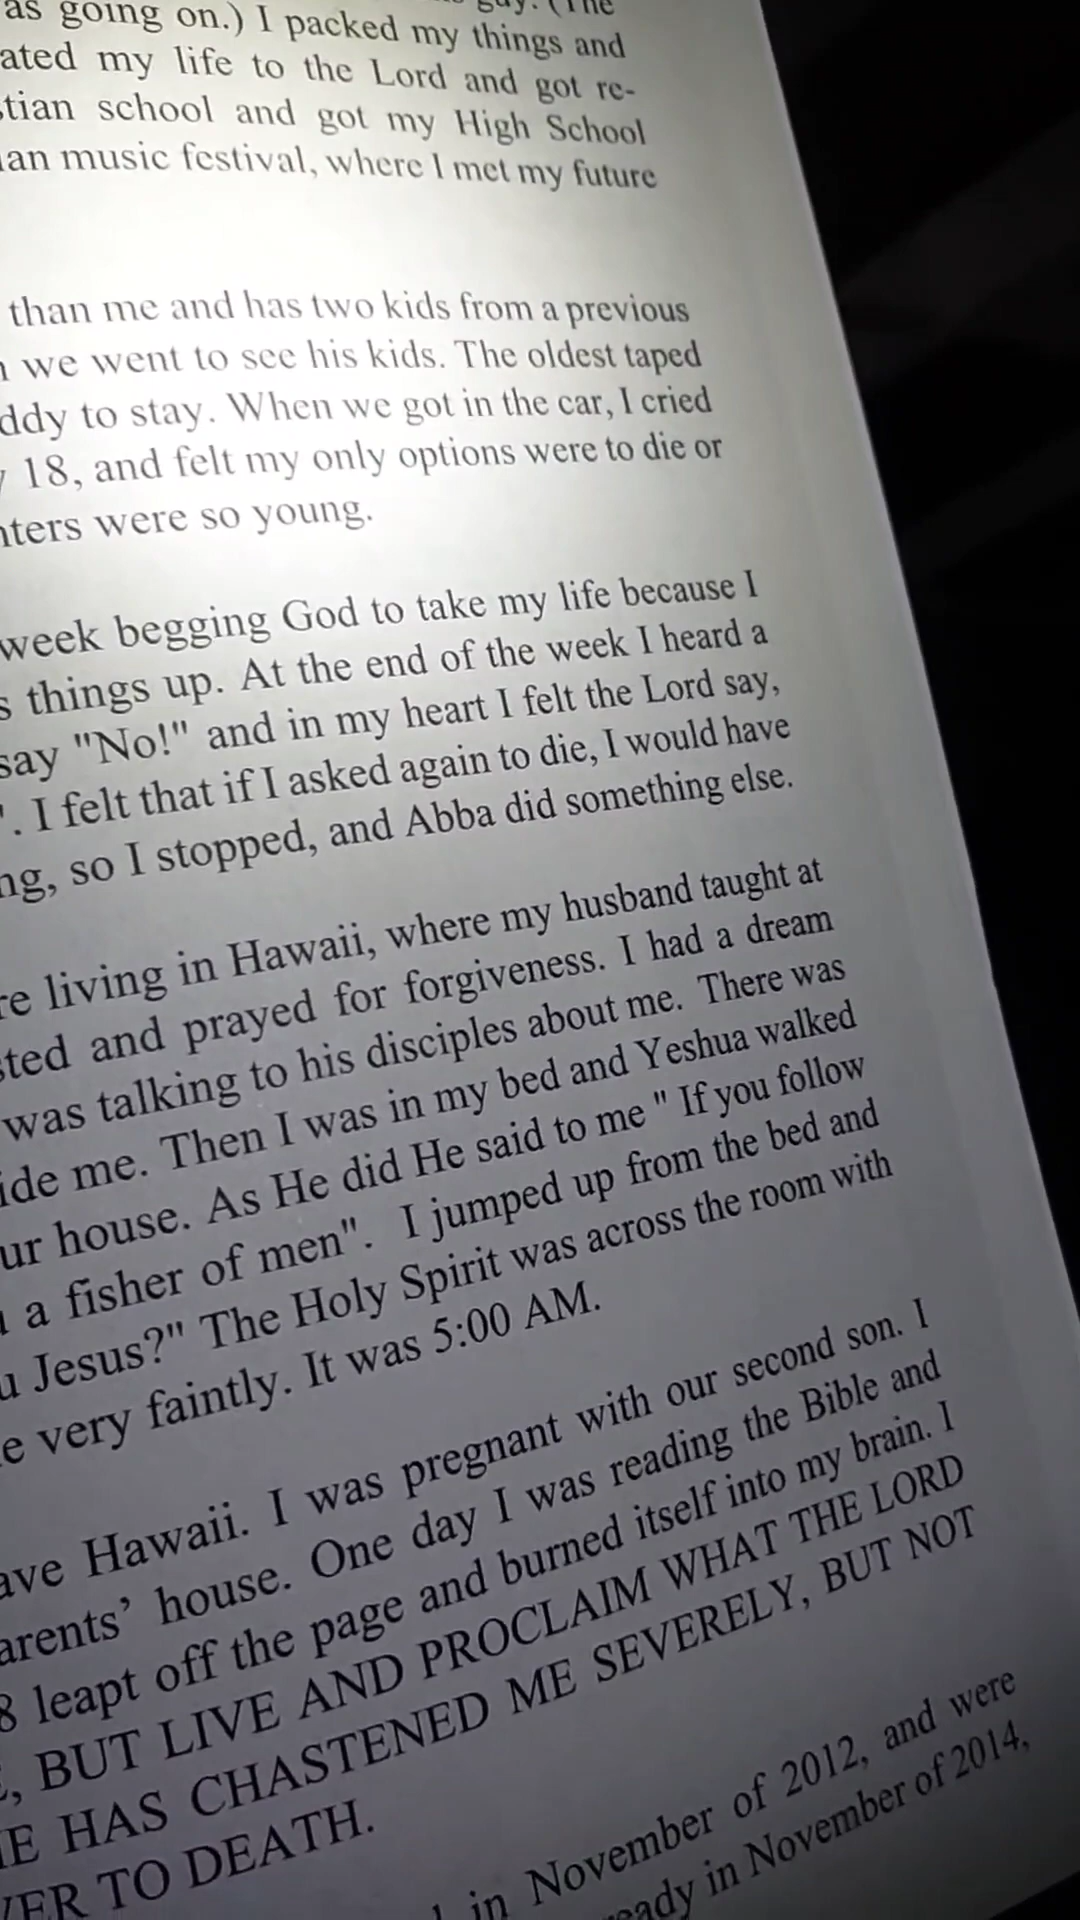 as going on.) I packed my things and
ated my life to the Lord and got re-
stian school and got my High School
ian music festival, where I met my future
than me and has two kids from a previous
we went to see his kids. The oldest taped
ddy to stay. When we got in the car, I cried
18, and felt my only options were to die or
hters were so young.
week begging God to take my life because I
s things up. At the end of the week I heard a
say "No!" and in my heart I felt the Lord say,
". I felt that if I asked again to die, I would have
ng, so I stopped, and Abba did something else.
re living in Hawaii, where my husband taught at
sted and prayed for forgiveness. I had a dream
was talking to his disciples about me. There was
ide me. Then I was in my bed and Yeshua walked
ur house. As He did He said to me " If you follow
a fisher of men". I jumped up from the bed and
u Jesus?" The Holy Spirit was across the room with
e very faintly. It was 5:00 AM.
ave Hawaii. I was pregnant with our second son. I
arents' house. One day I was reading the Bible and
8 leapt off the page and burned itself into my brain. I
, BUT LIVE AND PROCLAIM WHAT THE LORD
E HAS CHASTENED ME SEVERELY, BUT NOT
VER TO DEATH.
in November of 2012, and were
eady in November of 2014,